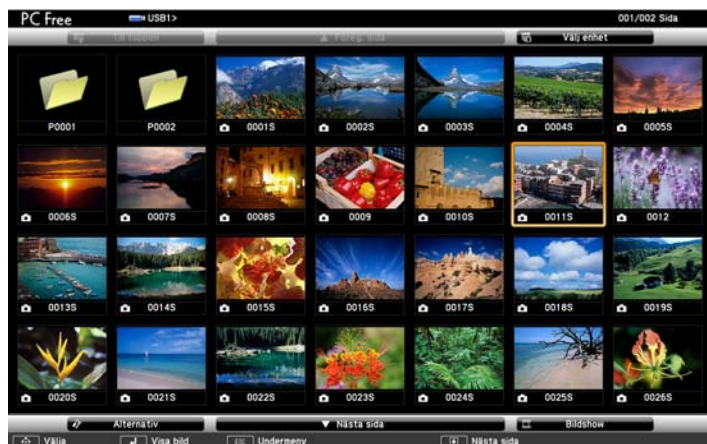 PC Free USB1> 001/002 Sida
Till toppen Föreg. sida Välj enhet
P0001 P0002 0001S 0002S 0003S 0004S 0005S
0006S 0007S 0008S 0009 0010S 0011S 0012
0013S 0014S 0015S 0016S 0017S 0018S 0019S
0020S 0021S 0022S 0023S 0024S 0025S 0026S
Alternativ Nästa sida Bildshow
Välja Visa bild ESC Undermeny Nästa sida